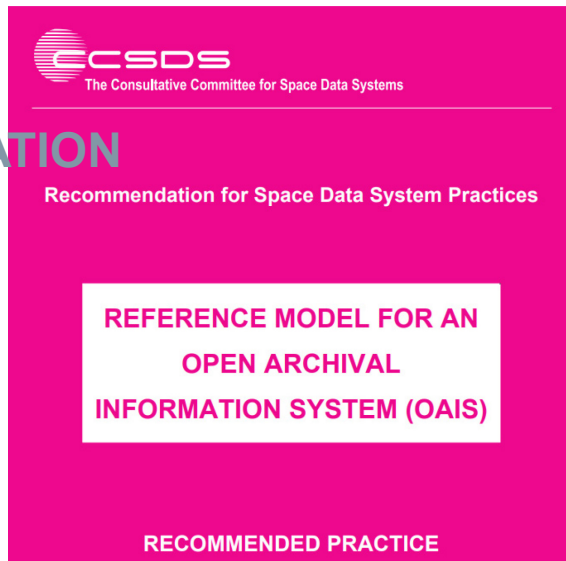 CCSDS
The Consultative Committee for Space Data Systems
ATION
Recommendation for Space Data System Practices
REFERENCE MODEL FOR AN
OPEN ARCHIVAL
INFORMATION SYSTEM (OAIS)
RECOMMENDED PRACTICE